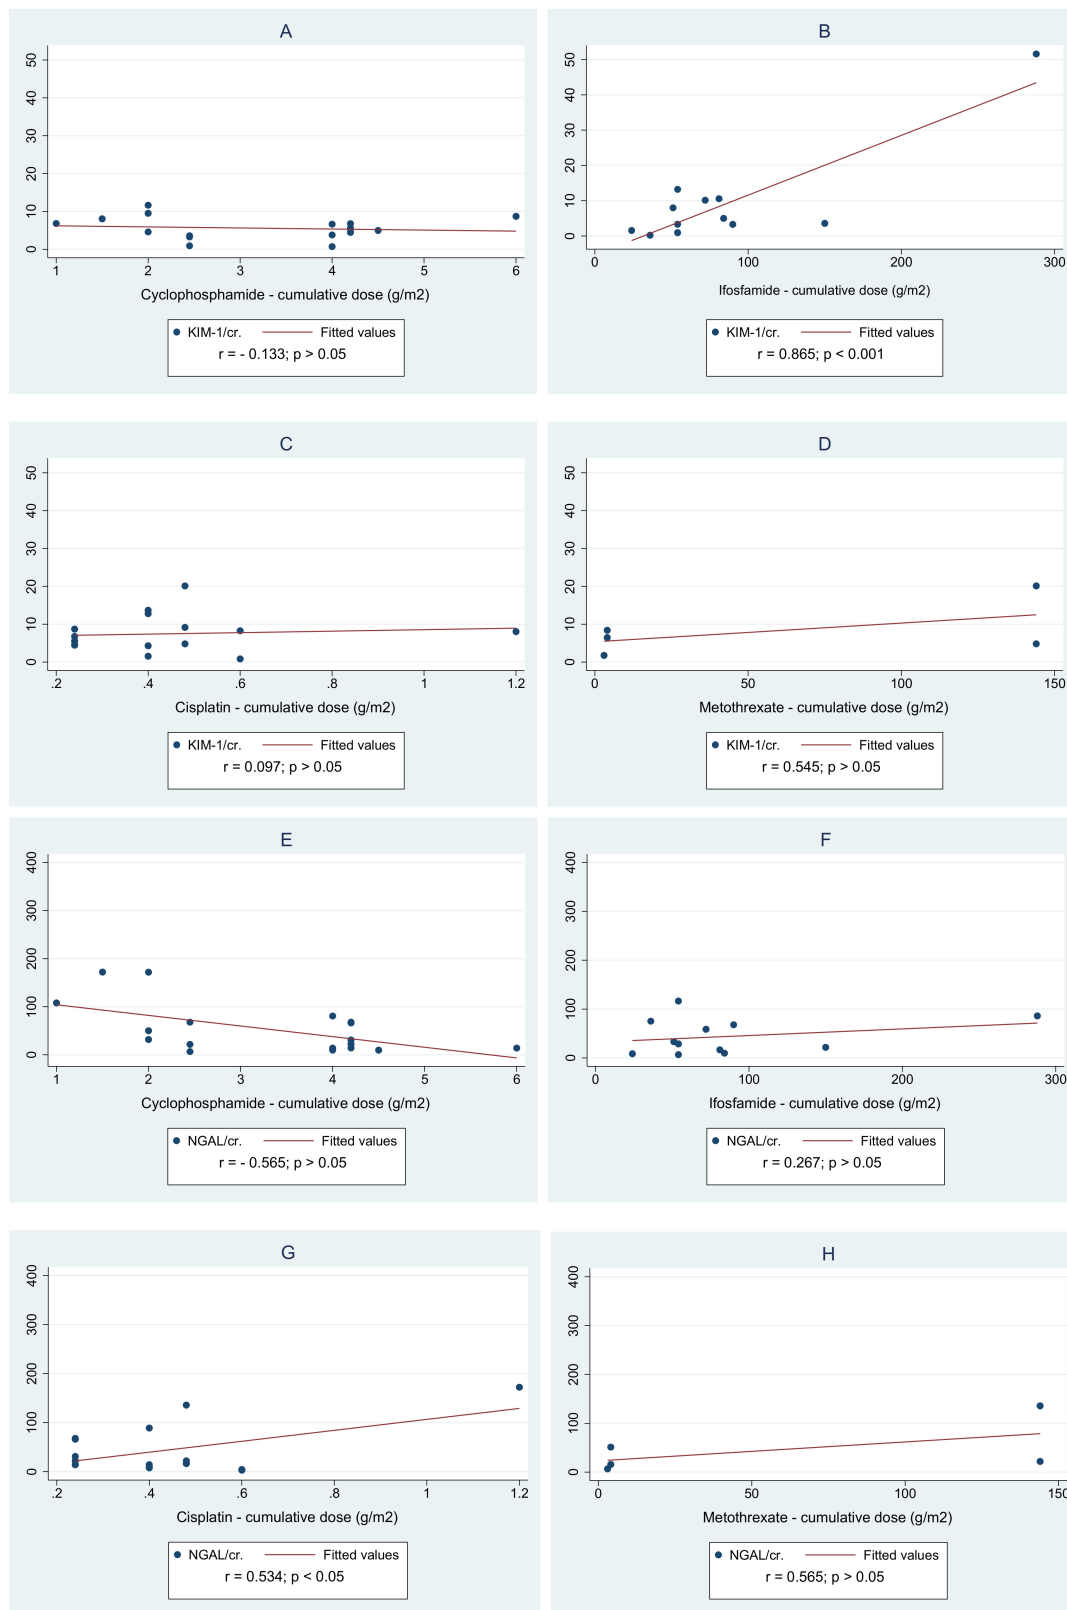 A
50
40
30
20
10
0
1 2 3 4 5 6
Cyclophosphamide - cumulative dose (g/m2)
KIM-1/cr. Fitted values
r = - 0.133; p > 0.05
B
50
40
30
20
10
0
0 100 200 300
Ifosfamide - cumulative dose (g/m2)
KIM-1/cr. Fitted values
r = 0.865; p < 0.001
C
50
40
30
20
10
0
.2 .4 .6 .8 1 1.2
Cisplatin - cumulative dose (g/m2)
KIM-1/cr. Fitted values
r = 0.097; p > 0.05
D
50
40
30
20
10
0
0 50 100 150
Metothrexate - cumulative dose (g/m2)
KIM-1/cr. Fitted values
r = 0.545; p > 0.05
E
400
300
200
100
0
1 2 3 4 5 6
Cyclophosphamide - cumulative dose (g/m2)
NGAL/cr. Fitted values
r = - 0.565; p > 0.05
F
400
300
200
100
0
0 100 200 300
Ifosfamide - cumulative dose (g/m2)
NGAL/cr. Fitted values
r = 0.267; p > 0.05
G
400
300
200
100
0
.2 .4 .6 .8 1 1.2
Cisplatin - cumulative dose (g/m2)
NGAL/cr. Fitted values
r = 0.534; p < 0.05
H
400
300
200
100
0
0 50 100 150
Metothrexate - cumulative dose (g/m2)
NGAL/cr. Fitted values
r = 0.565; p > 0.05